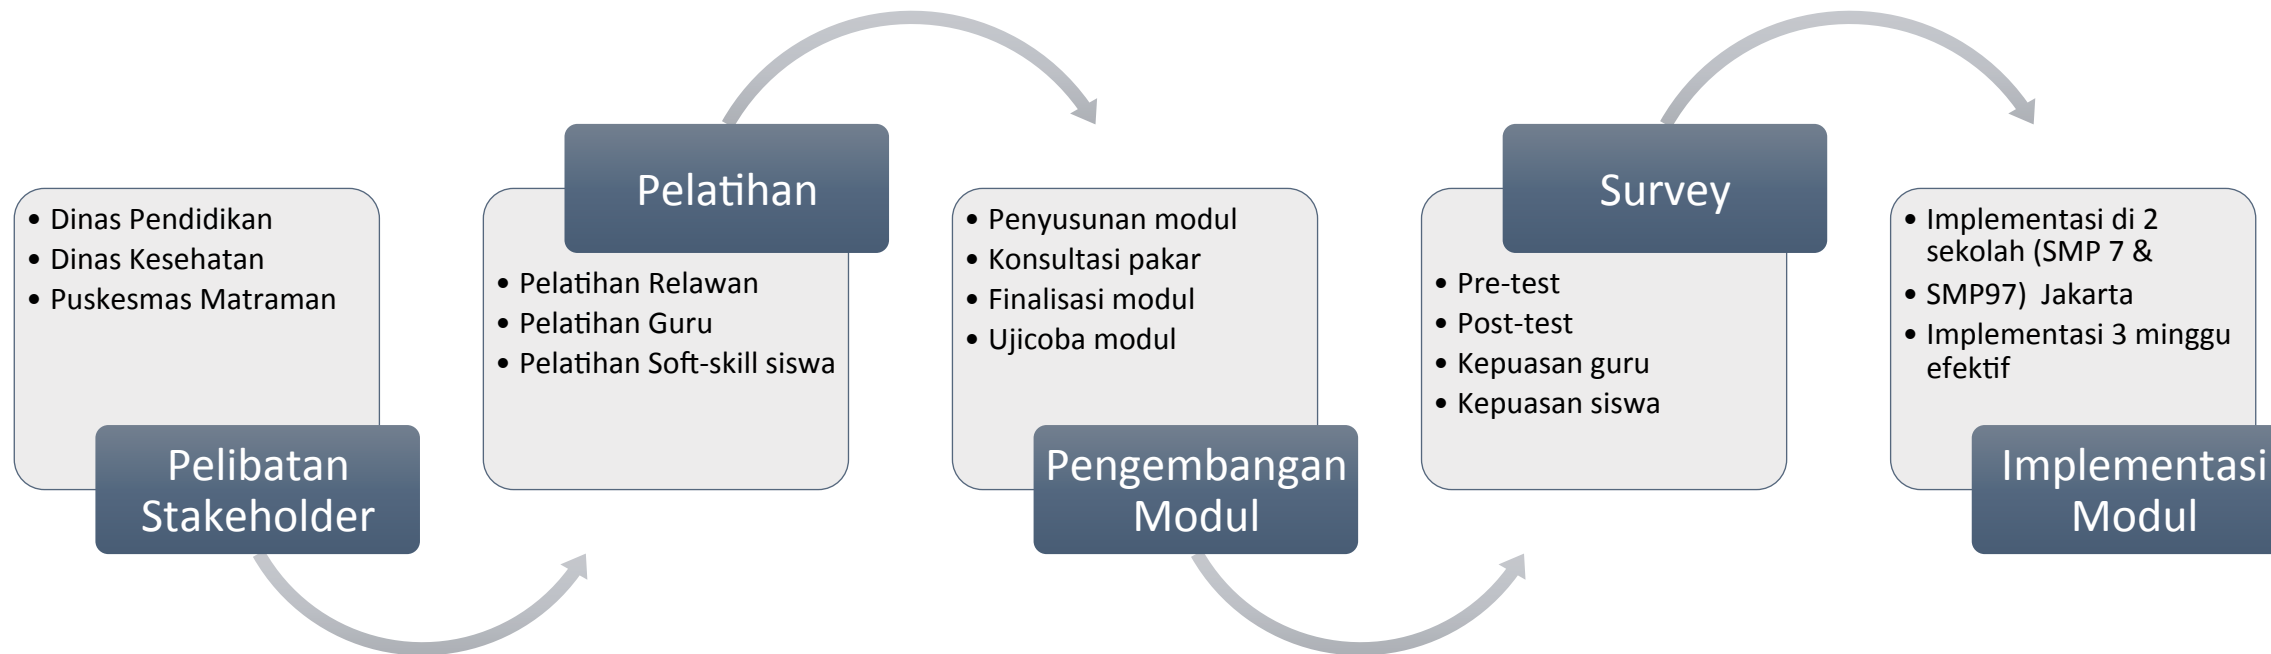 • Dinas Pendidikan
• Dinas Kesehatan
• Puskesmas Matraman
Pelibatan
Stakeholder
Pelatihan
• Pelatihan Relawan
• Pelatihan Guru
• Pelatihan Soft-skill siswa
• Penyusunan modul
• Konsultasi pakar
• Finalisasi modul
• Ujicoba modul
Pengembangan
Modul
Survey
• Pre-test
• Post-test
• Kepuasan guru
• Kepuasan siswa
• Implementasi di 2
sekolah (SMP 7 &
• SMP97) Jakarta
• Implementasi 3 minggu
efektif
Implementasi
Modul